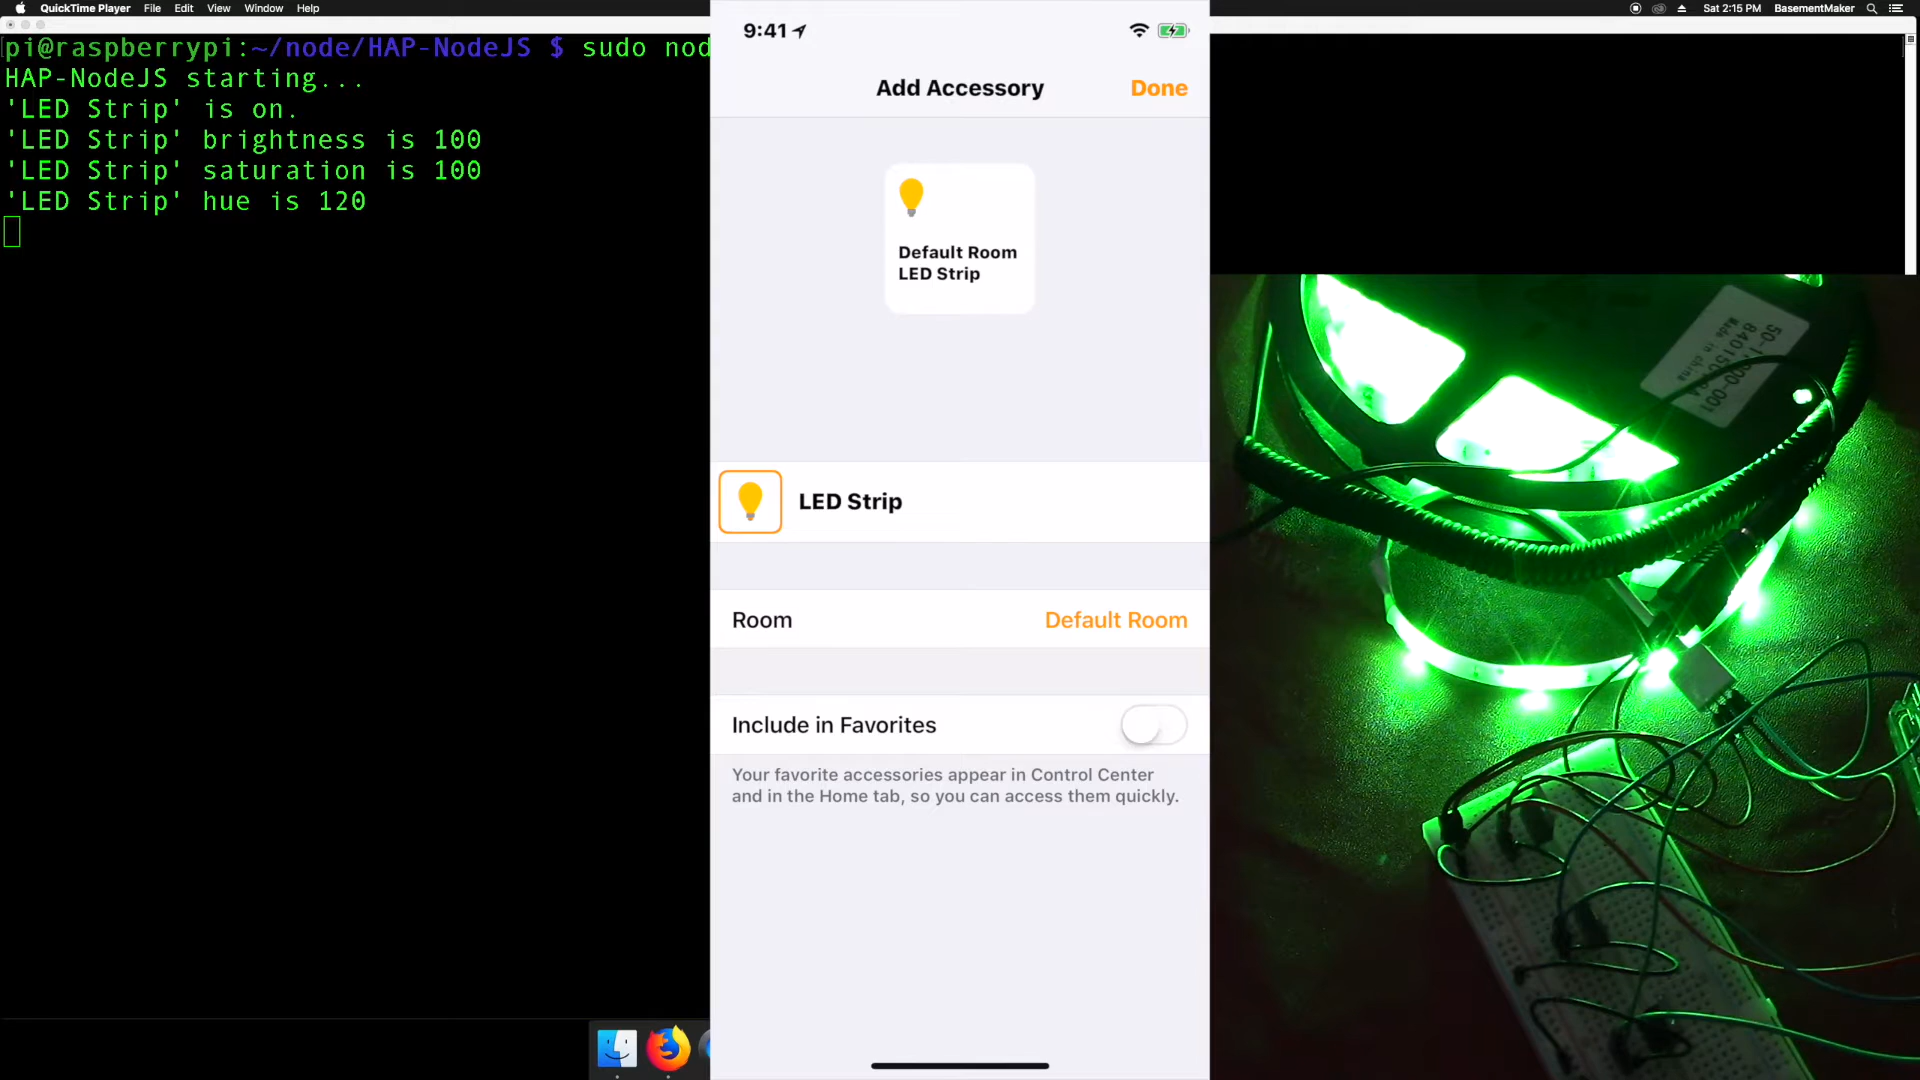 QuickTime Player File Edit View Window Help
Sat 2:15 PM BasementMaker
pi@raspberrypi:~/node/HAP-NodeJS $ sudo nod
HAP-NodeJS starting...
'LED Strip' is on.
'LED Strip' brightness is 100
'LED Strip' saturation is 100
'LED Strip' hue is 120
9:41
Add Accessory
Done
Default Room
LED Strip
LED Strip
Room
Default Room
Include in Favorites
Your favorite accessories appear in Control Center
and in the Home tab, so you can access them quickly.
Made in china